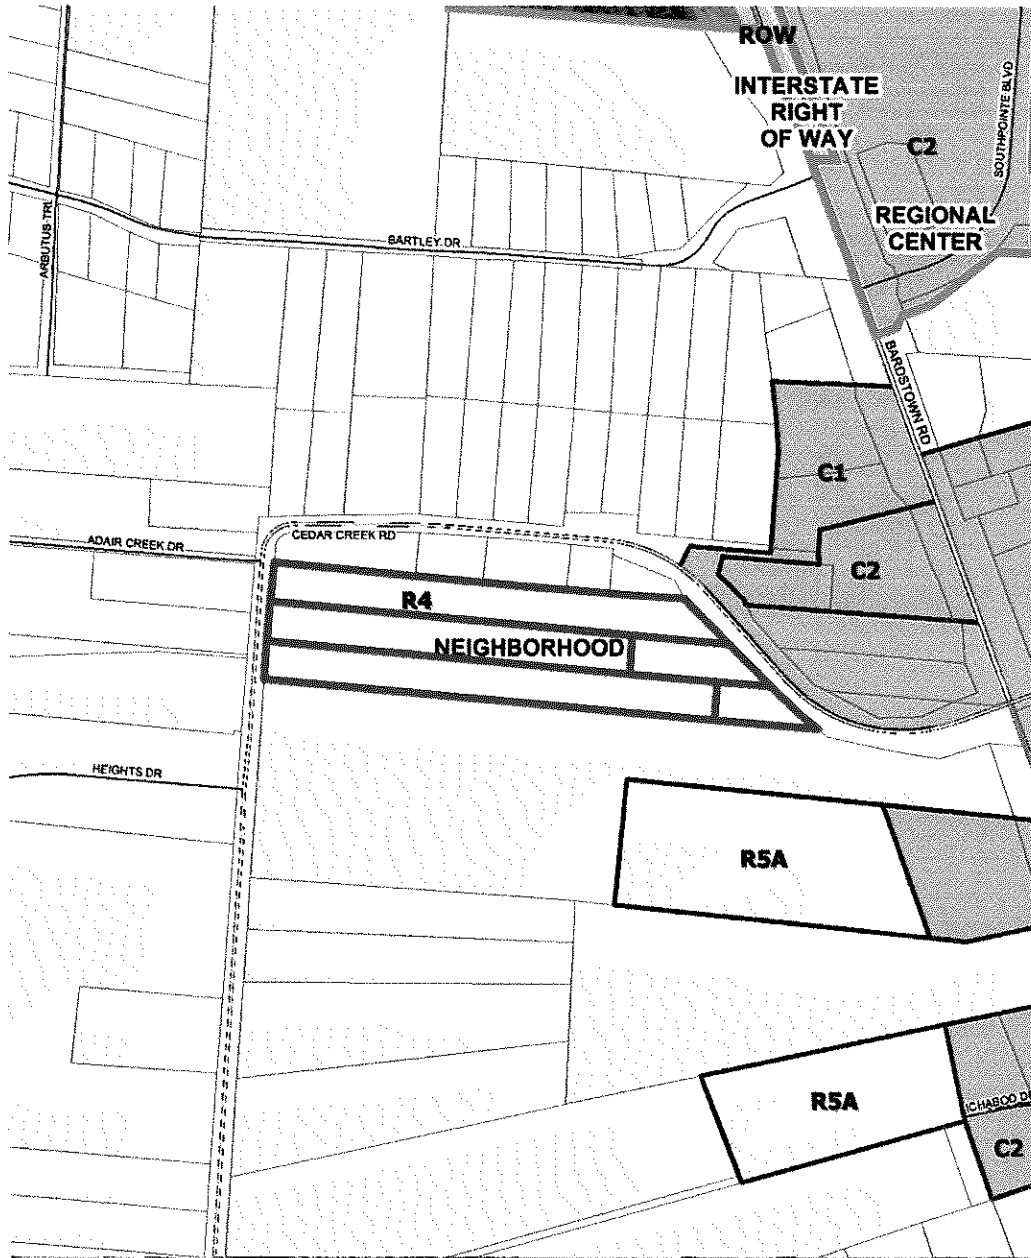 ROW
INTERSTATE
RIGHT
OF WAY
SOUTHPOINTE BLVD
C2
REGIONAL
CENTER
ARBUTUS TRL
BARTLEY DR
BARDSTOWN RD
C1
CEDAR CREEK RD
ADAIR CREEK DR
C2
R4
NEIGHBORHOOD
HEIGHTS DR
R5A
R5A
ICHABOD
C2